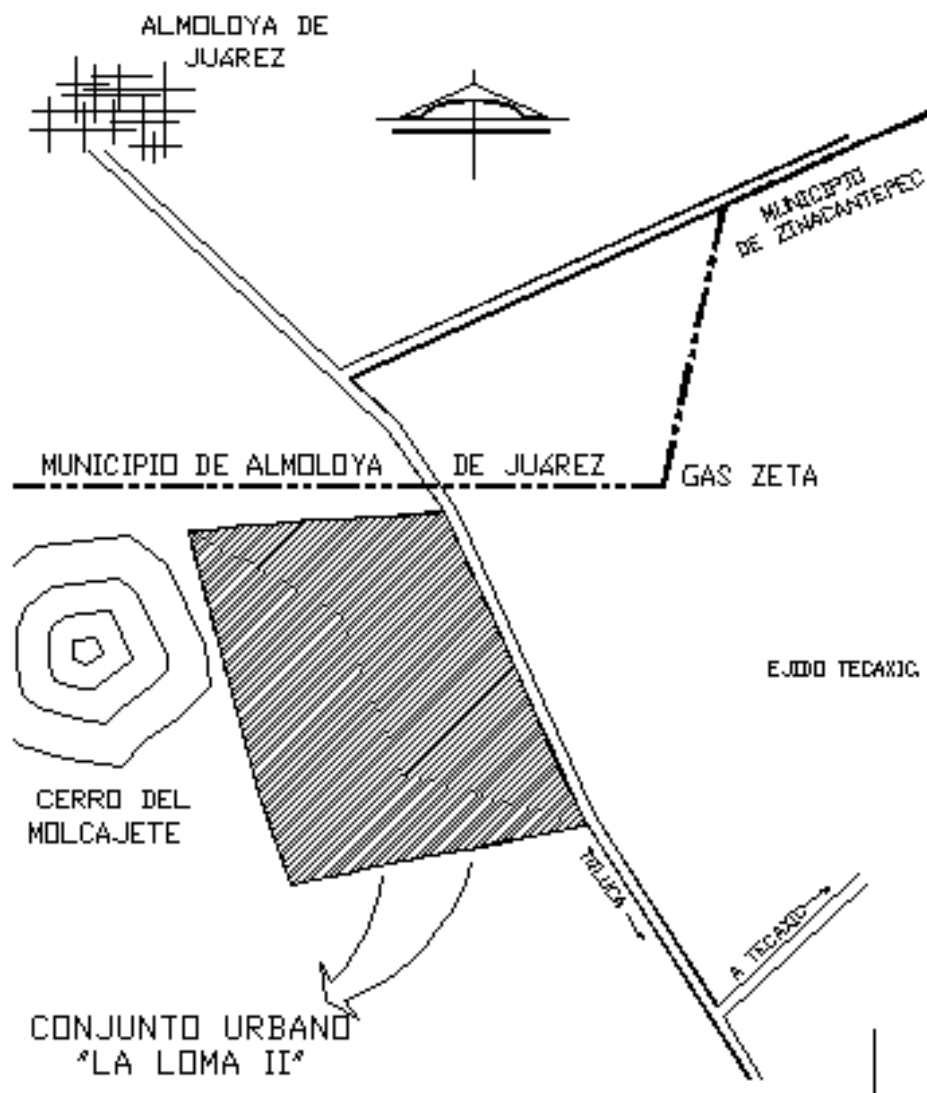 ALMOLOYA DE
JUÁREZ
MUNICIPIO
DE ZINACANTEPEC
MUNICIPIO DE ALMOLOYA DE JUÁREZ
GAS ZETA
EJIDO TECAXIC
CERRO DEL
MOLCAJETE
TOLUCA
A TECAXIC
CONJUNTO URBANO
"LA LOMA II"